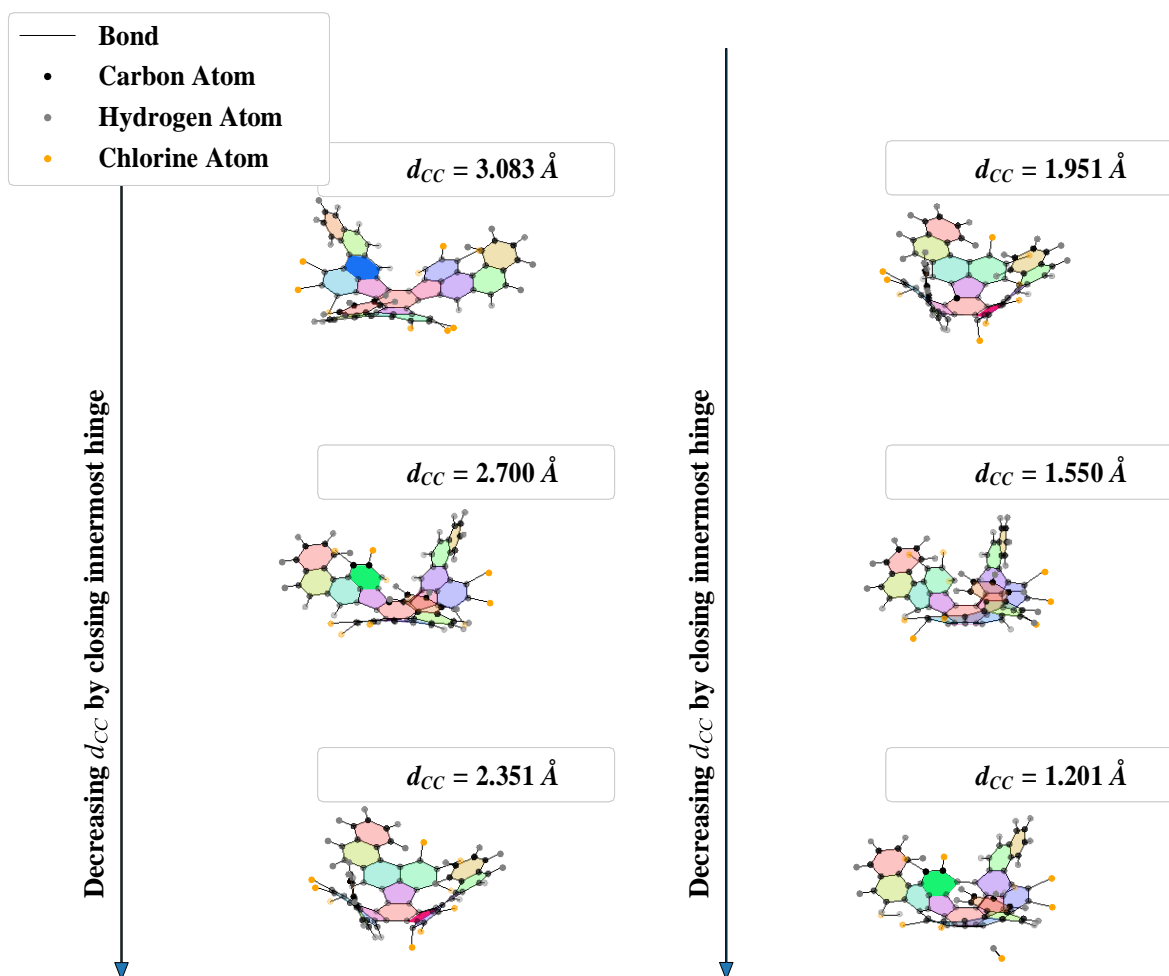 Bond
Carbon Atom
Hydrogen Atom
Chlorine Atom
d_CC = 3.083 Å
d_CC = 1.951 Å
Decreasing d_CC by closing innermost hinge
d_CC = 2.700 Å
Decreasing d_CC by closing innermost hinge
d_CC = 1.550 Å
d_CC = 2.351 Å
d_CC = 1.201 Å